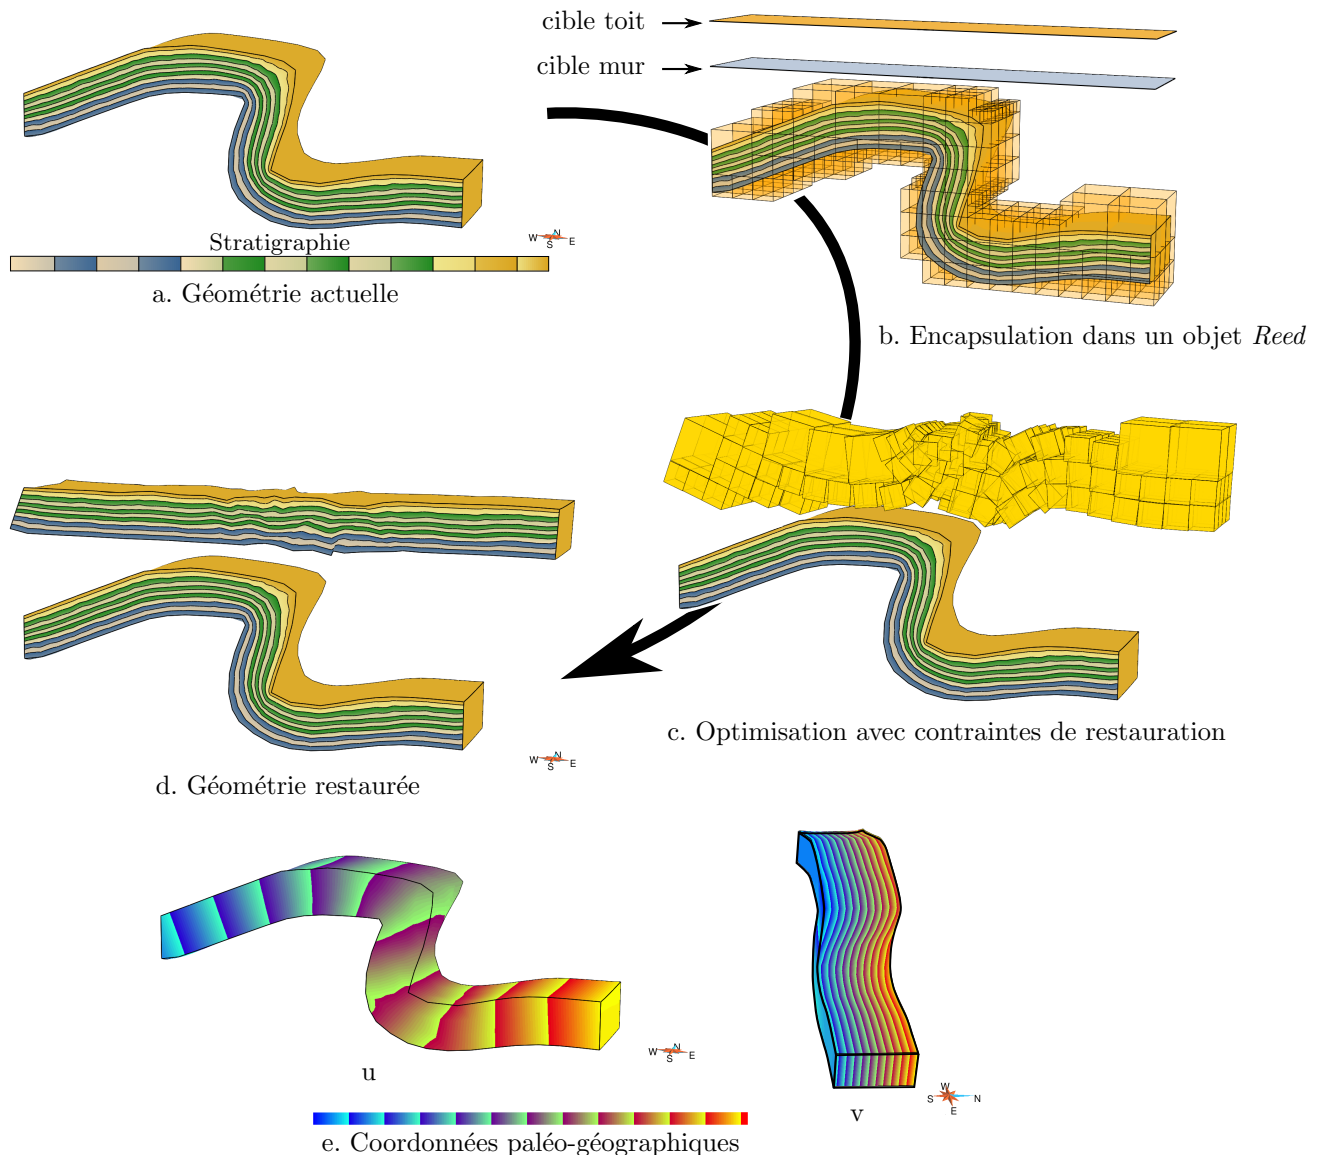 cible toit
cible mur
W N S E
Stratigraphie
a. Géométrie actuelle
b. Encapsulation dans un objet Reed
c. Optimisation avec contraintes de restauration
W N S E
d. Géométrie restaurée
W N S E
u
W S N E
v
e. Coordonnées paléo-géographiques